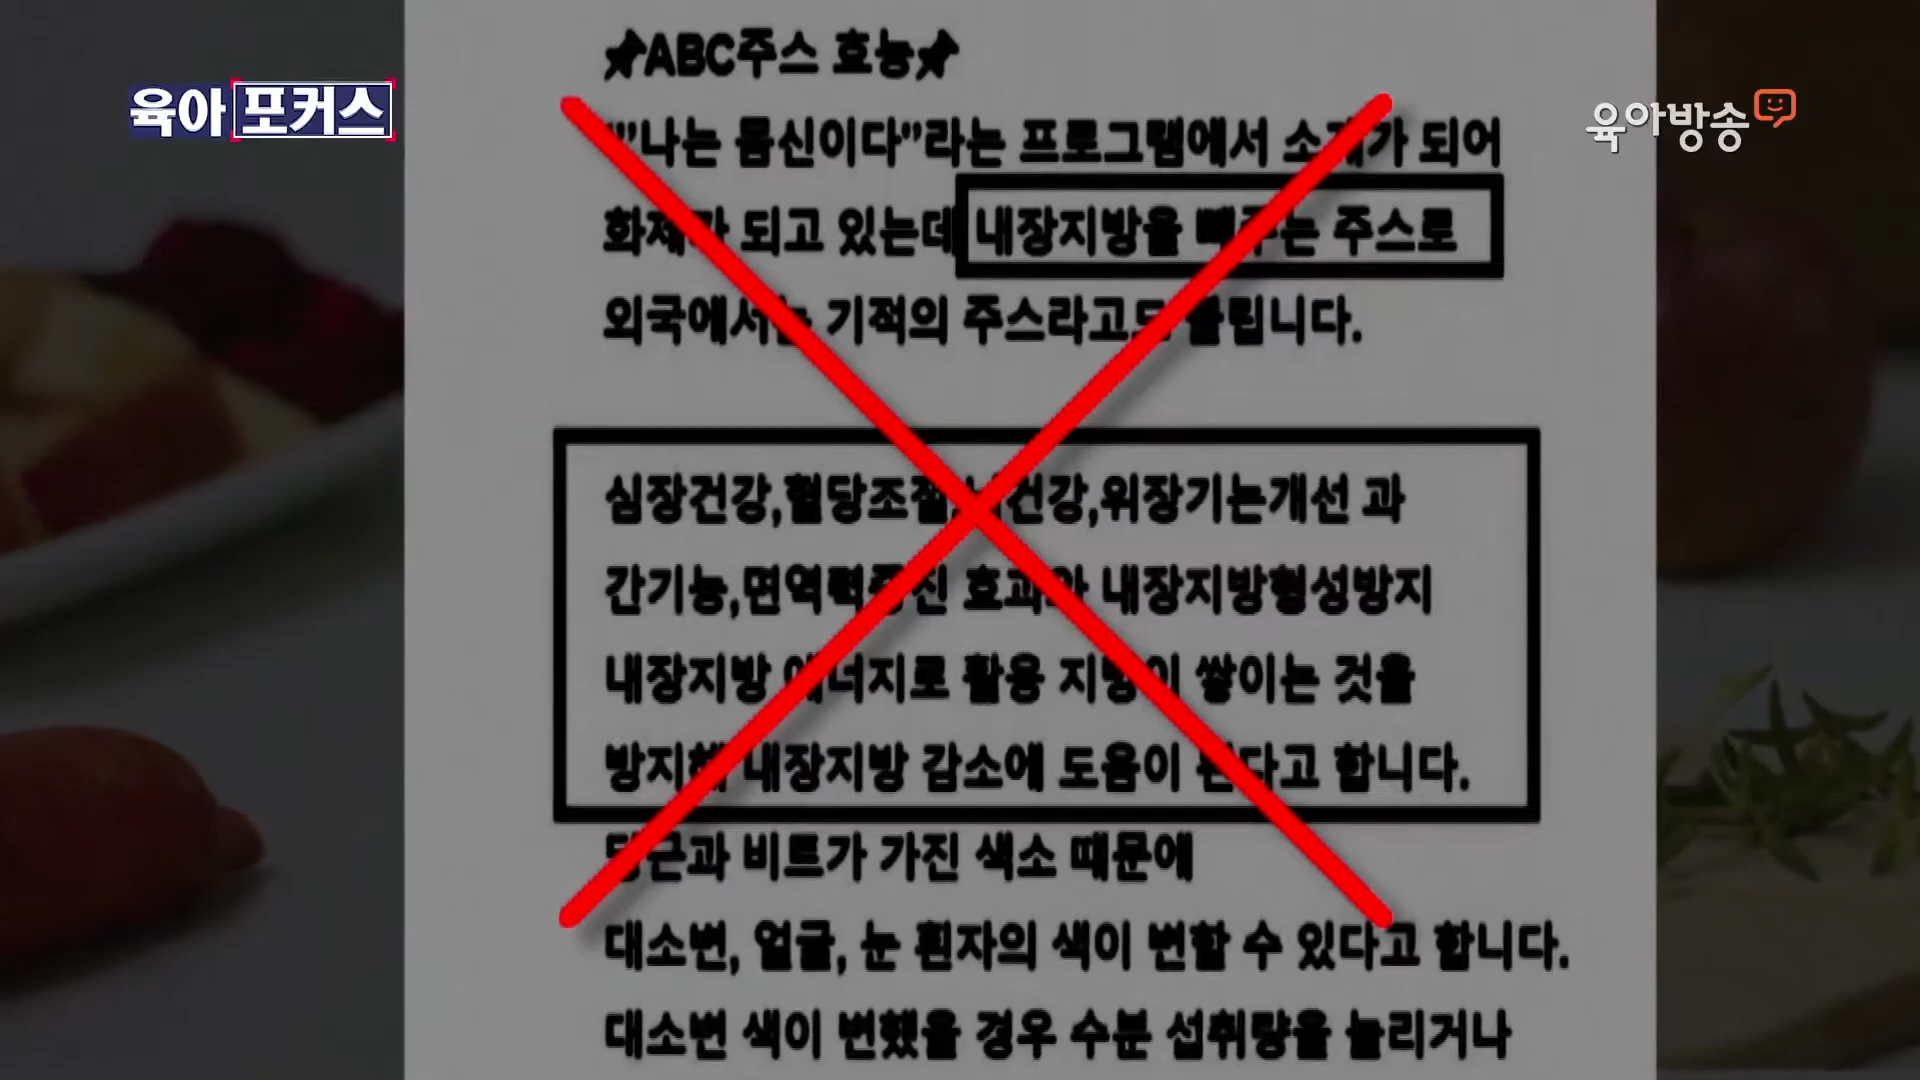 육아 포커스
육아방송
ABC주스 효능
""나는 몸신이다"라는 프로그램에서 소재가 되어
화제가 되고 있는데 내장지방을 빼주는 주스로
외국에서는 기적의 주스라고도 불립니다.
심장건강,혈당조절,뇌건강,위장기능개선 과
간기능,면역력증진 효과와 내장지방형성방지
내장지방 에너지로 활용 지방이 쌓이는 것을
방지해 내장지방 감소에 도움이 된다고 합니다.
당근과 비트가 가진 색소 때문에
대소변, 얼굴, 눈 흰자의 색이 변할 수 있다고 합니다.
대소변 색이 변했을 경우 수분 섭취량을 늘리거나